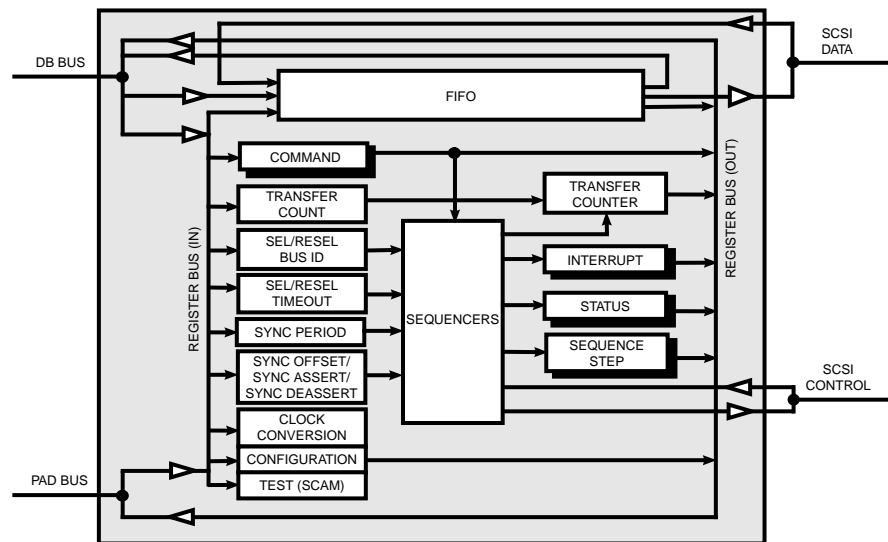 SCSI
DATA
DB BUS
FIFO
COMMAND
TRANSFER
COUNT
TRANSFER
COUNTER
SEL/RESEL
BUS ID
INTERRUPT
SEL/RESEL
TIMEOUT
SEQUENCERS
STATUS
SYNC PERIOD
SEQUENCE
STEP
SYNC OFFSET/
SYNC ASSERT/
SYNC DEASSERT
CLOCK
CONVERSION
CONFIGURATION
TEST (SCAM)
REGISTER BUS (IN)
REGISTER BUS (OUT)
SCSI
CONTROL
PAD BUS